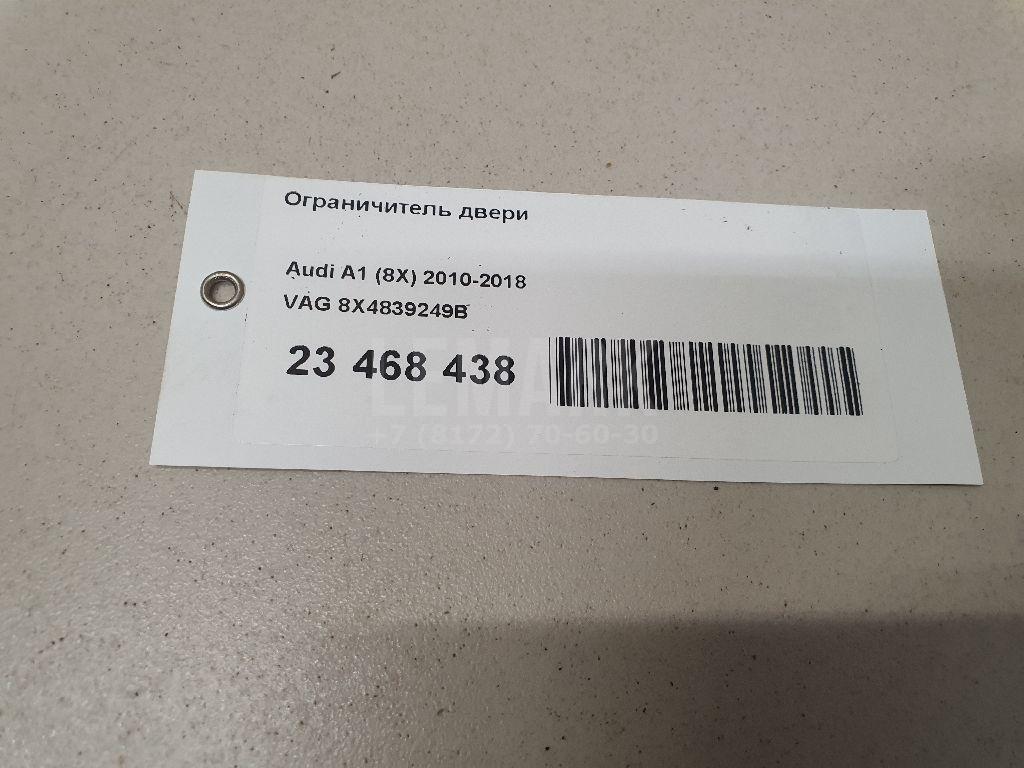 Ограничитель двери
Audi A1 (8X) 2010-2018
VAG 8X4839249B
23 468 438
+7 (8172) 70-60-30